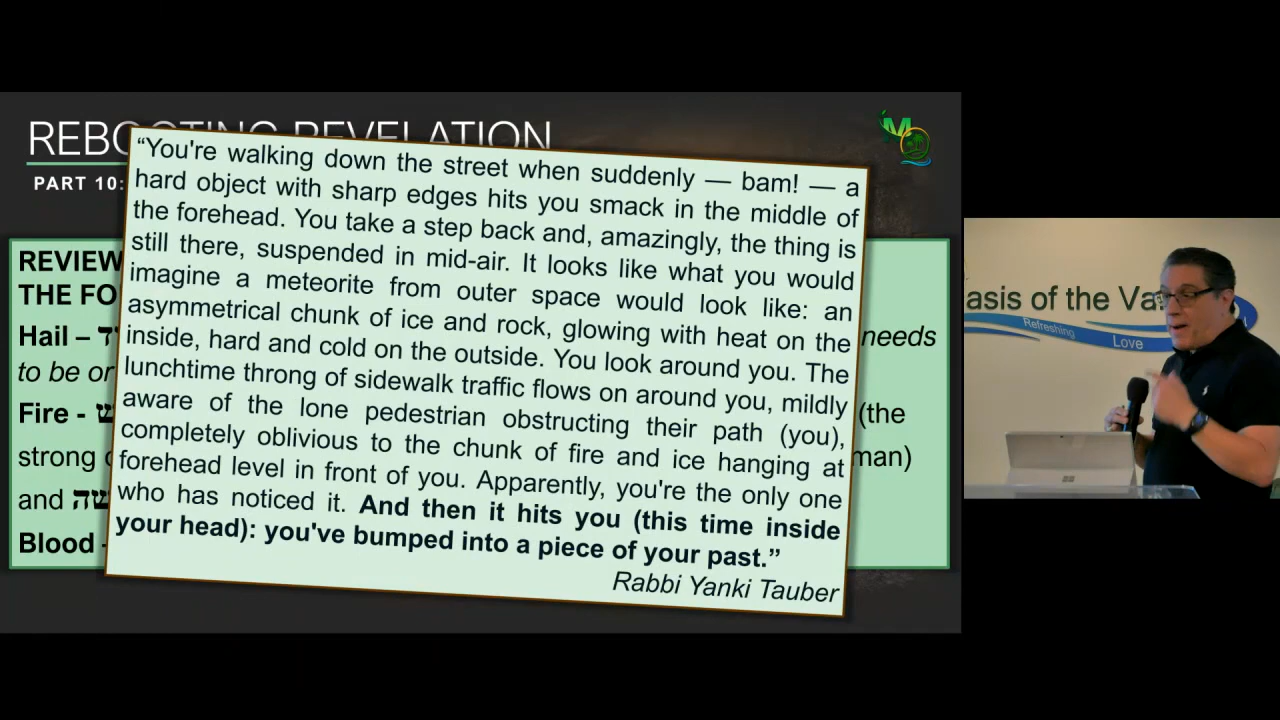 REBOOTING REVELATION
PART 10:
“You're walking down the street when suddenly — bam! — a
hard object with sharp edges hits you smack in the middle of
the forehead. You take a step back and, amazingly, the thing is
still there, suspended in mid-air. It looks like what you would
imagine a meteorite from outer space would look like: an
asymmetrical chunk of ice and rock, glowing with heat on the
inside, hard and cold on the outside. You look around you. The
lunchtime throng of sidewalk traffic flows on around you, mildly
aware of the lone pedestrian obstructing their path (you),
completely oblivious to the chunk of fire and ice hanging at
forehead level in front of you. Apparently, you're the only one
who has noticed it. And then it hits you (this time inside
your head): you've bumped into a piece of your past.”
Rabbi Yanki Tauber
REVIEW
THE FO
Hail – needs
to be or
Fire - (the
strong man)
and שה
Blood -
MO
asis of the Va
Refreshing
Love